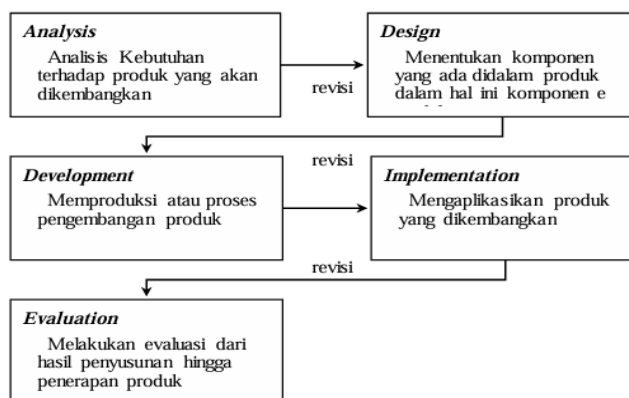 Analysis
Analisis Kebutuhan
terhadap produk yang akan
dikembangkan
revisi
Design
Menentukan komponen
yang ada didalam produk
dalam hal ini komponen e
Development
Memproduksi atau proses
pengembangan produk
revisi
Implementation
Mengaplikasikan produk
yang dikembangkan
revisi
Evaluation
Melakukan evaluasi dari
hasil penyusunan hingga
penerapan produk